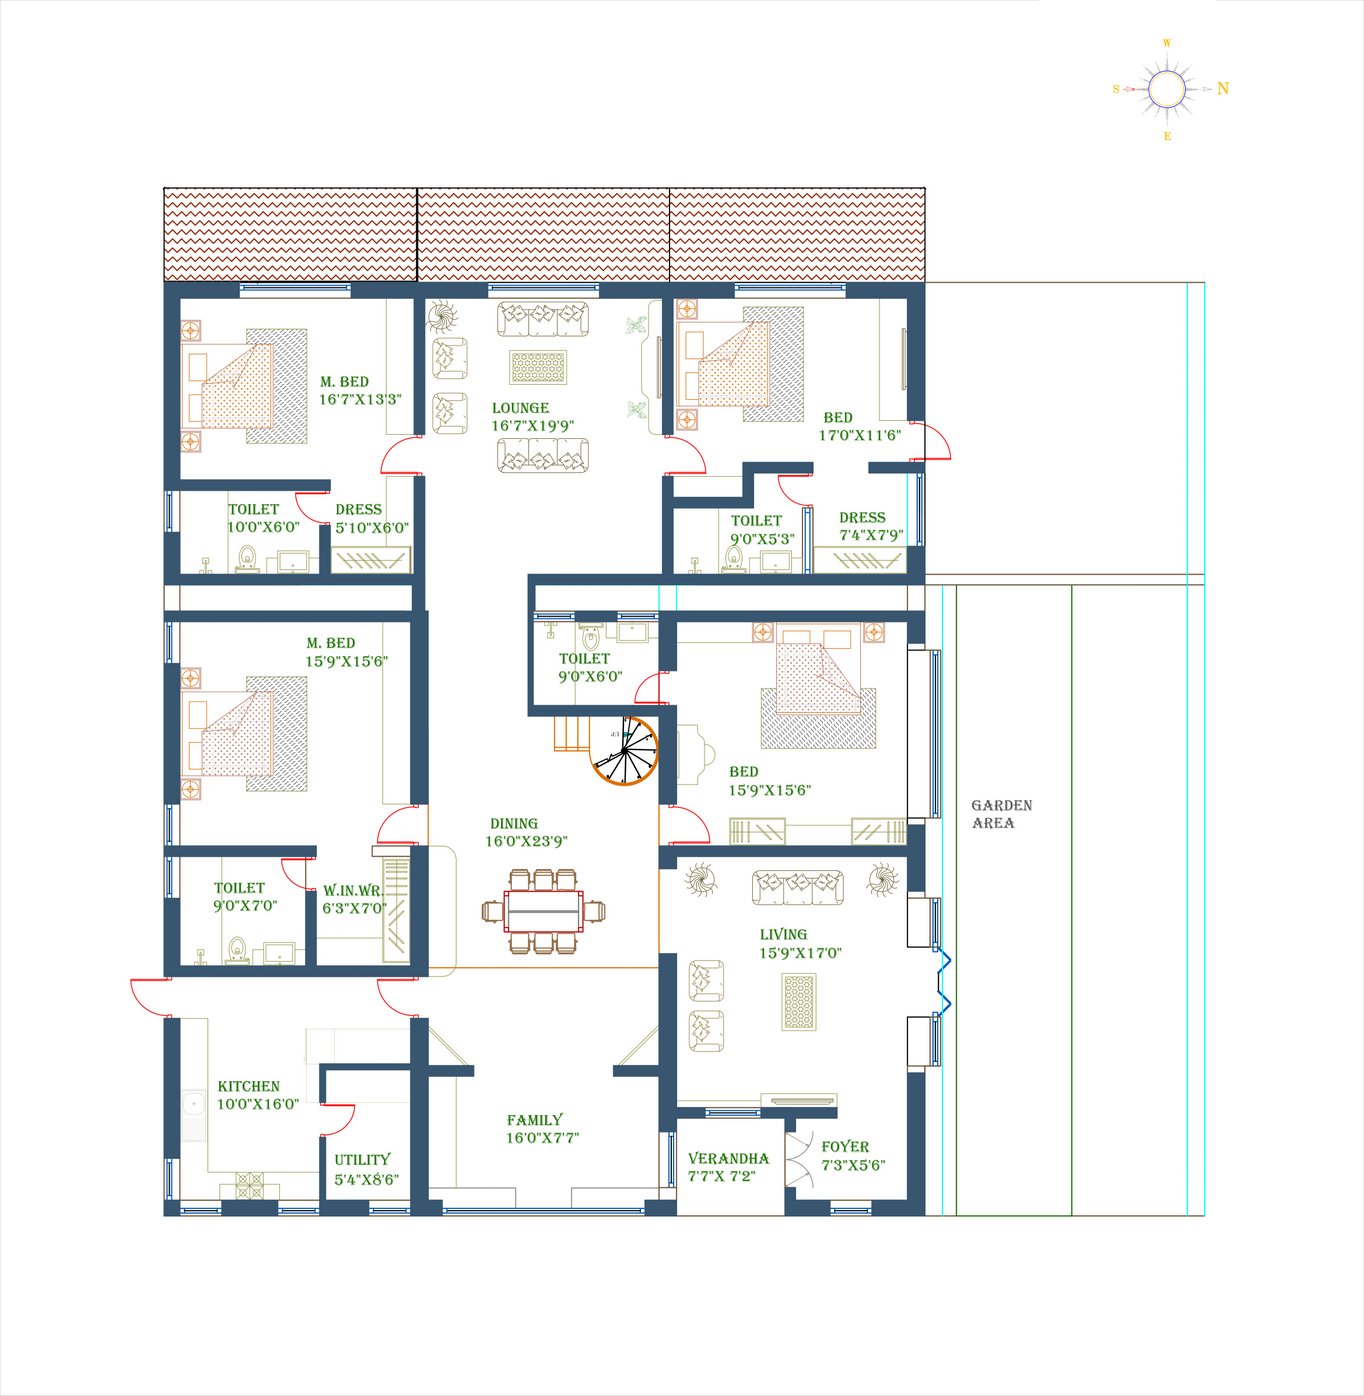 W
S
N
E
M. BED
16'7"X13'3"
LOUNGE
16'7"X19'9"
BED
17'0"X11'6"
TOILET
10'0"X6'0"
DRESS
5'10"X6'0"
TOILET
9'0"X5'3"
DRESS
7'4"X7'9"
M. BED
15'9"X15'6"
TOILET
9'0"X6'0"
UP
BED
15'9"X15'6"
GARDEN
AREA
DINING
16'0"X23'9"
TOILET
9'0"X7'0"
W.IN.WR.
6'3"X7'0"
LIVING
15'9"X17'0"
KITCHEN
10'0"X16'0"
FAMILY
16'0"X7'7"
UTILITY
5'4"X8'6"
VERANDHA
7'7"X 7'2"
FOYER
7'3"X5'6"